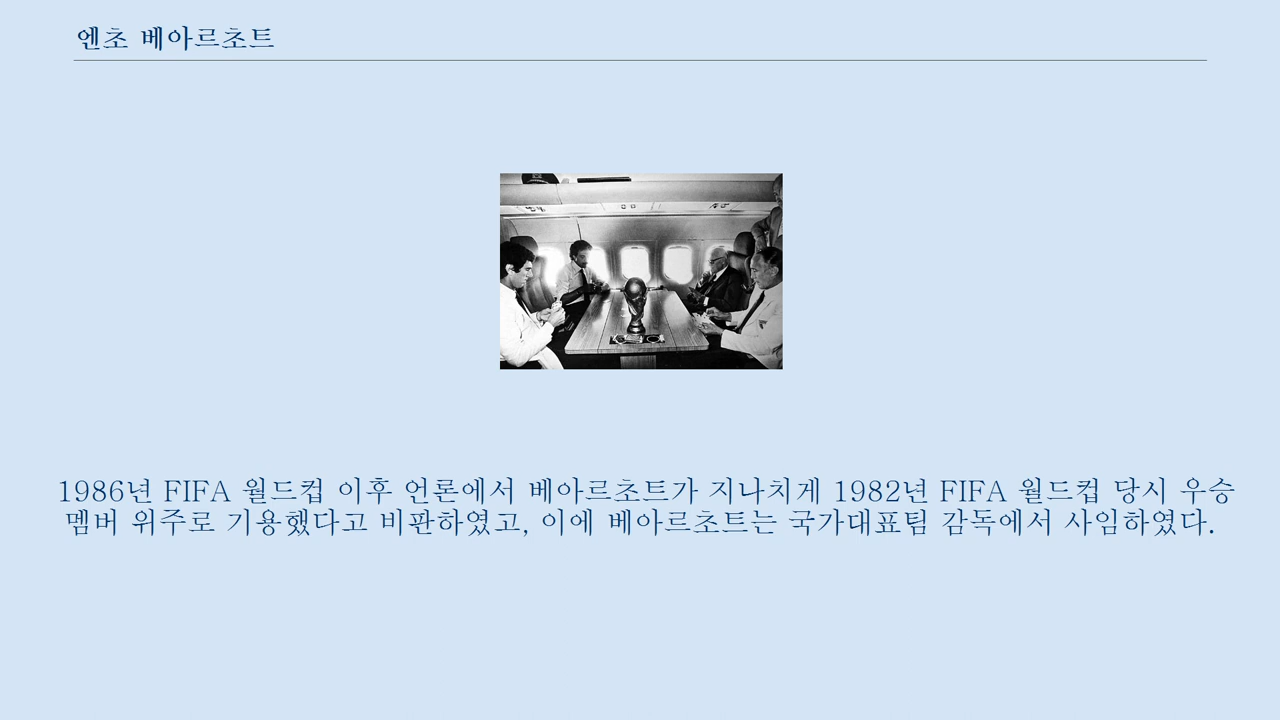 엔초 베아르초트
1986년 FIFA 월드컵 이후 언론에서 베아르초트가 지나치게 1982년 FIFA 월드컵 당시 우승
멤버 위주로 기용했다고 비판하였고, 이에 베아르초트는 국가대표팀 감독에서 사임하였다.